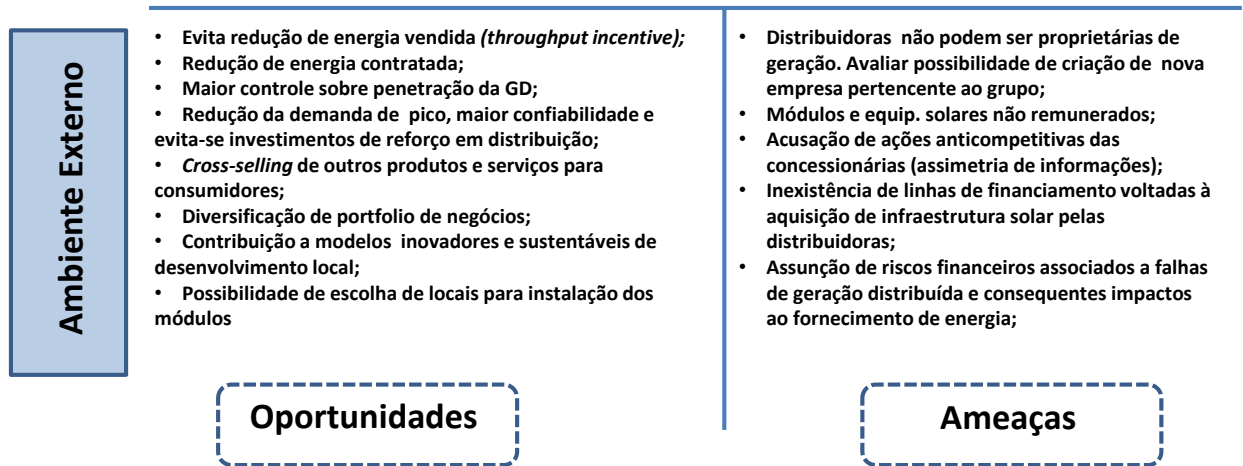 Ambiente Externo
• Evita redução de energia vendida (throughput incentive);
• Redução de energia contratada;
• Maior controle sobre penetração da GD;
• Redução da demanda de pico, maior confiabilidade e
evita-se investimentos de reforço em distribuição;
• Cross-selling de outros produtos e serviços para
consumidores;
• Diversificação de portfolio de negócios;
• Contribuição a modelos inovadores e sustentáveis de
desenvolvimento local;
• Possibilidade de escolha de locais para instalação dos
módulos
Oportunidades
• Distribuidoras não podem ser proprietárias de
geração. Avaliar possibilidade de criação de nova
empresa pertencente ao grupo;
• Módulos e equip. solares não remunerados;
• Acusação de ações anticompetitivas das
concessionárias (assimetria de informações);
• Inexistência de linhas de financiamento voltadas à
aquisição de infraestrutura solar pelas
distribuidoras;
• Assunção de riscos financeiros associados a falhas
de geração distribuída e consequentes impactos
ao fornecimento de energia;
Ameaças